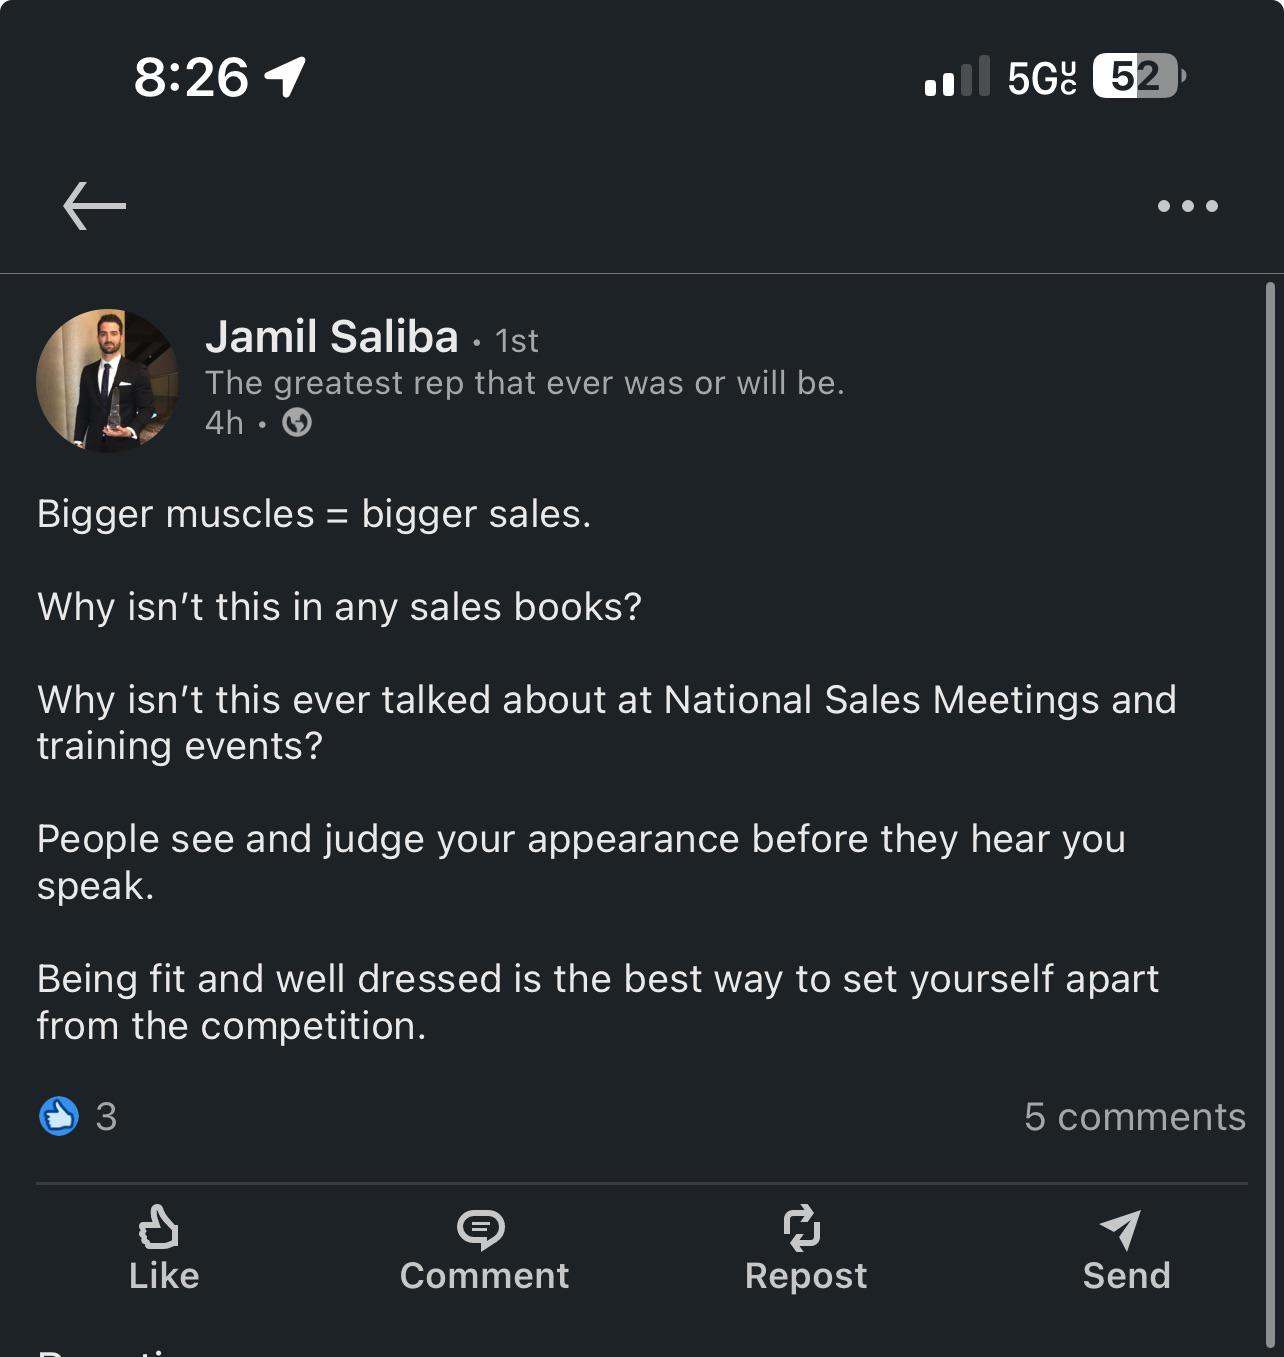 8:26 5G UC 52
Jamil Saliba • 1st
The greatest rep that ever was or will be.
4h •
Bigger muscles = bigger sales.
Why isn’t this in any sales books?
Why isn’t this ever talked about at National Sales Meetings and
training events?
People see and judge your appearance before they hear you
speak.
Being fit and well dressed is the best way to set yourself apart
from the competition.
3 5 comments
Like Comment Repost Send